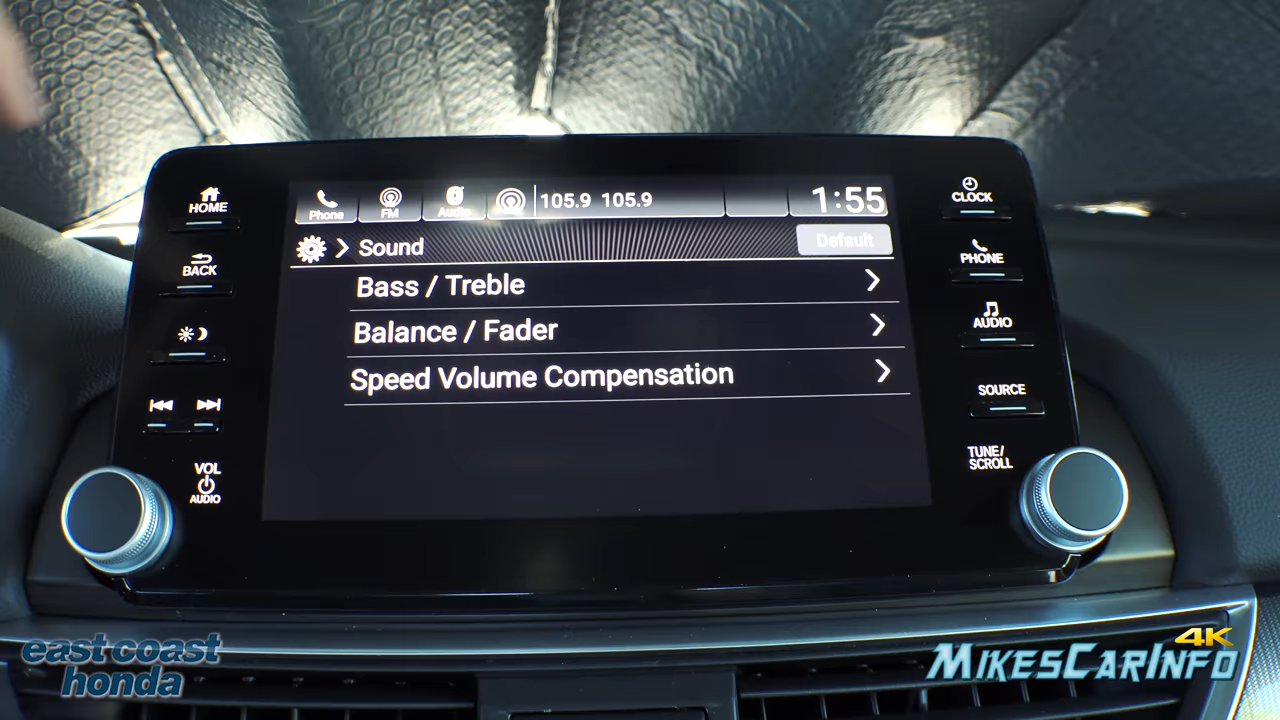 HOME
BACK
VOL
AUDIO
Phone
FM
Audio
105.9 105.9
1:55
Sound
Default
Bass / Treble
Balance / Fader
Speed Volume Compensation
CLOCK
PHONE
AUDIO
SOURCE
TUNE/
SCROLL
east coast
honda
4K
MIKESCARINFO